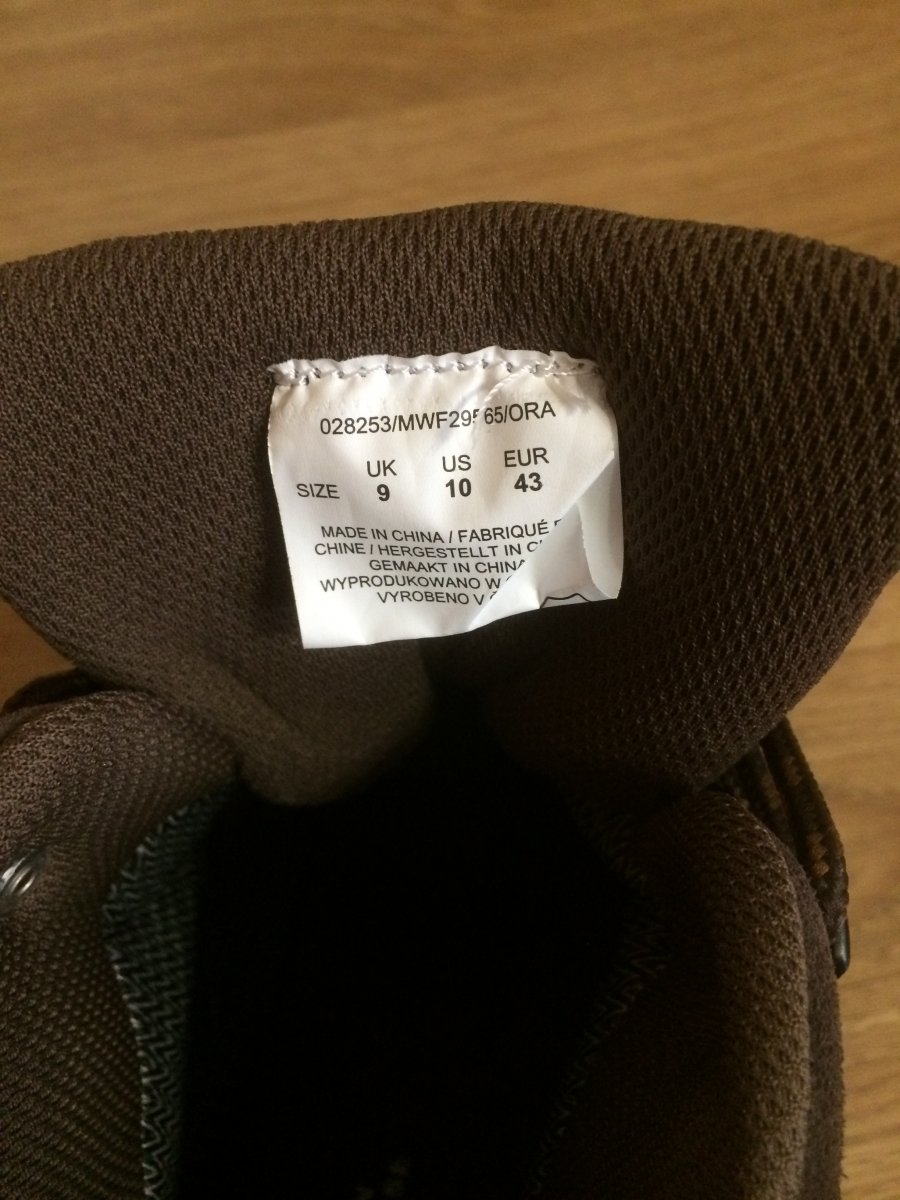 028253/MWF295 65/ORA
UK US EUR
SIZE 9 10 43
MADE IN CHINA / FABRIQUÉ
CHINE / HERGESTELLT IN
GEMAAKT IN CHINA
WYPRODUKOWANO W
VYROBENO V